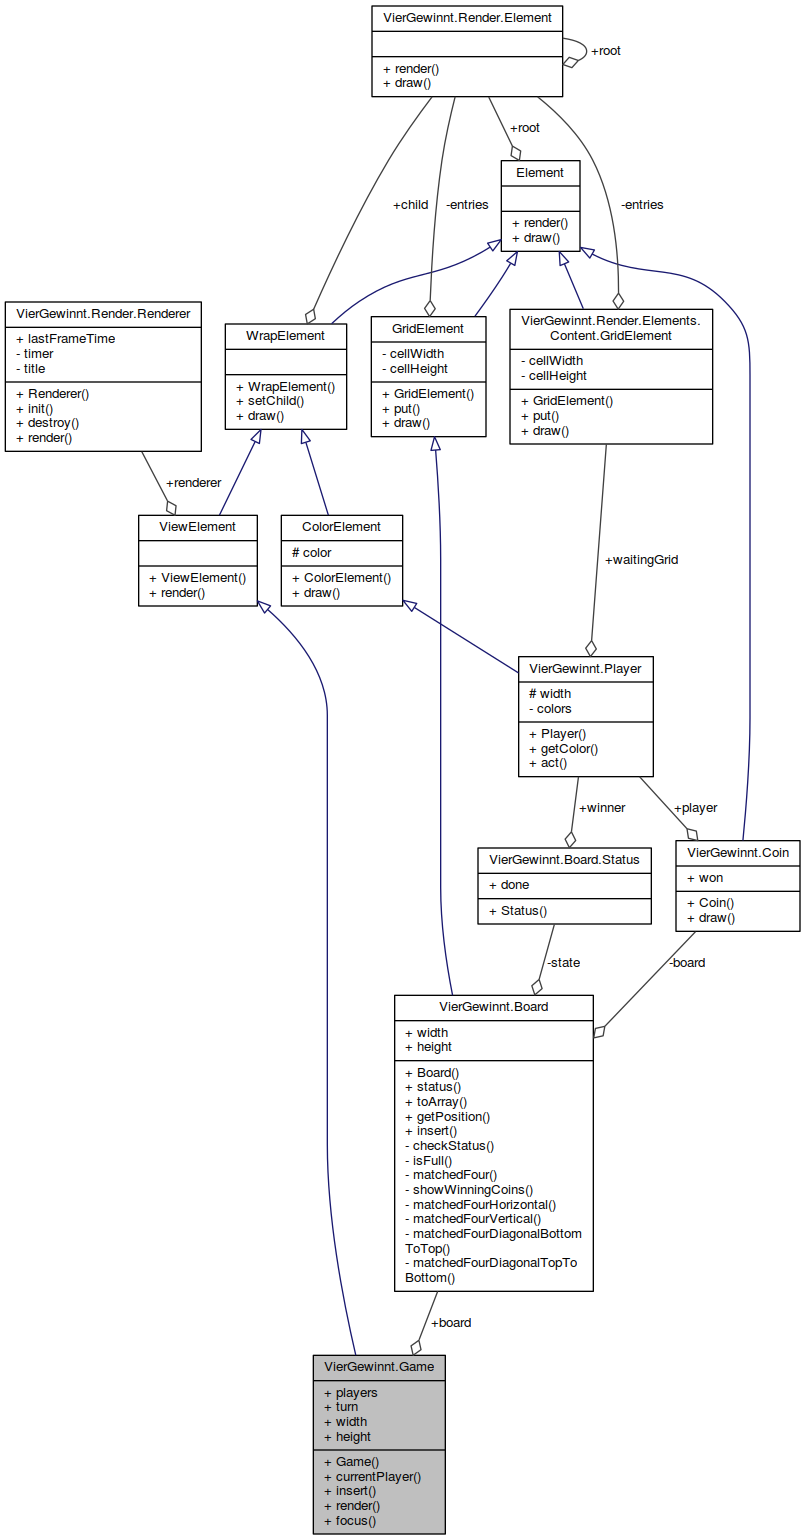 VierGewinnt.Render.Element
+ render()
+ draw()
+root
+root
+child
-entries
-entries
Element
+ render()
+ draw()
VierGewinnt.Render.Renderer
+ lastFrameTime
- timer
- title
+ Renderer()
+ init()
+ destroy()
+ render()
WrapElement
+ WrapElement()
+ setChild()
+ draw()
GridElement
- cellWidth
- cellHeight
+ GridElement()
+ put()
+ draw()
VierGewinnt.Render.Elements.
Content.GridElement
- cellWidth
- cellHeight
+ GridElement()
+ put()
+ draw()
+renderer
ViewElement
+ ViewElement()
+ render()
ColorElement
# color
+ ColorElement()
+ draw()
+waitingGrid
VierGewinnt.Player
# width
- colors
+ Player()
+ getColor()
+ act()
+winner
+player
VierGewinnt.Board.Status
+ done
+ Status()
VierGewinnt.Coin
+ won
+ Coin()
+ draw()
-state
-board
VierGewinnt.Board
+ width
+ height
+ Board()
+ status()
+ toArray()
+ getPosition()
+ insert()
- checkStatus()
- isFull()
- matchedFour()
- showWinningCoins()
- matchedFourHorizontal()
- matchedFourVertical()
- matchedFourDiagonalBottom
ToTop()
- matchedFourDiagonalTopTo
Bottom()
+board
VierGewinnt.Game
+ players
+ turn
+ width
+ height
+ Game()
+ currentPlayer()
+ insert()
+ render()
+ focus()